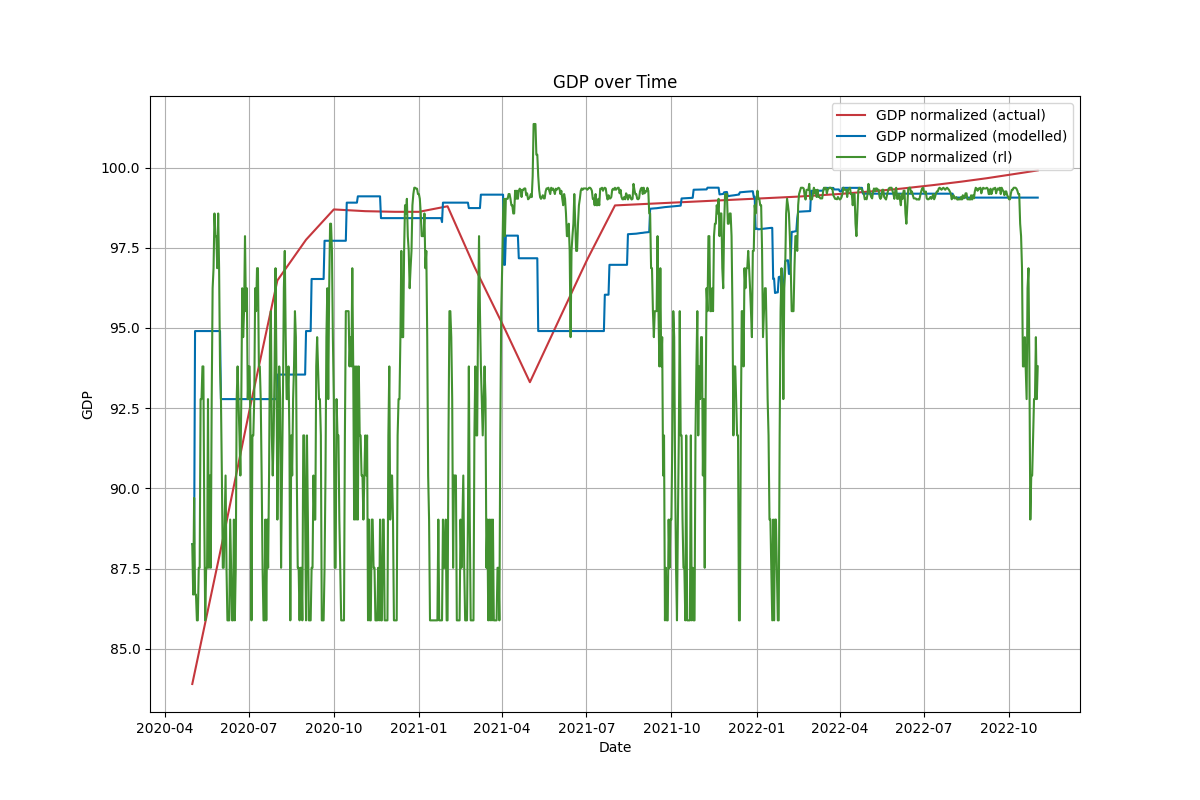 GDP over Time
GDP normalized (actual)
GDP normalized (modelled)
GDP normalized (rl)
100.0
97.5
95.0
92.5
90.0
87.5
85.0
GDP
2020-04 2020-07 2020-10 2021-01 2021-04 2021-07 2021-10 2022-01 2022-04 2022-07 2022-10
Date